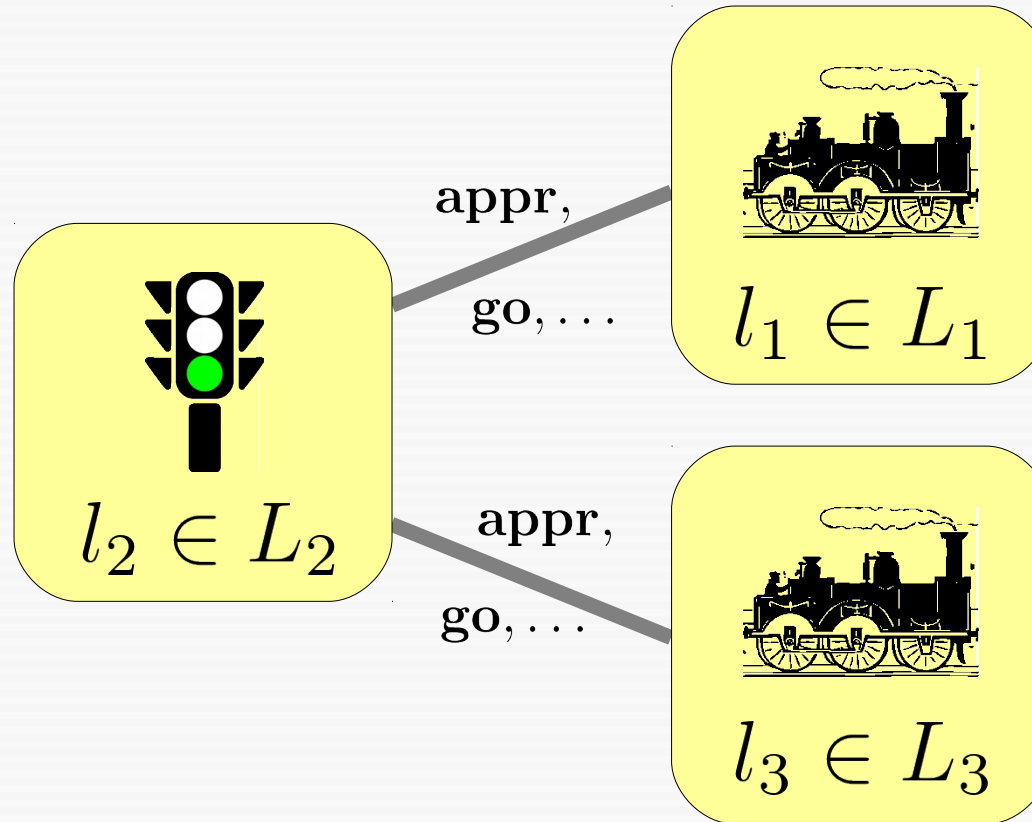 appr,
go, . . .
l₁ ∈ L₁
l₂ ∈ L₂
appr,
go, . . .
l₃ ∈ L₃